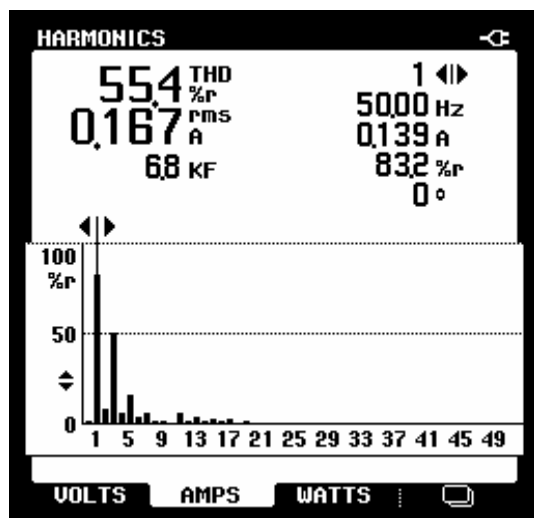 HARMONICS
55,4 THD %r
1
0,167 rms A
50,00 Hz
0,139 A
6,8 KF
83,2 %r
0 °
100
%r
50
0
1 5 9 13 17 21 25 29 33 37 41 45 49
VOLTS AMPS WATTS